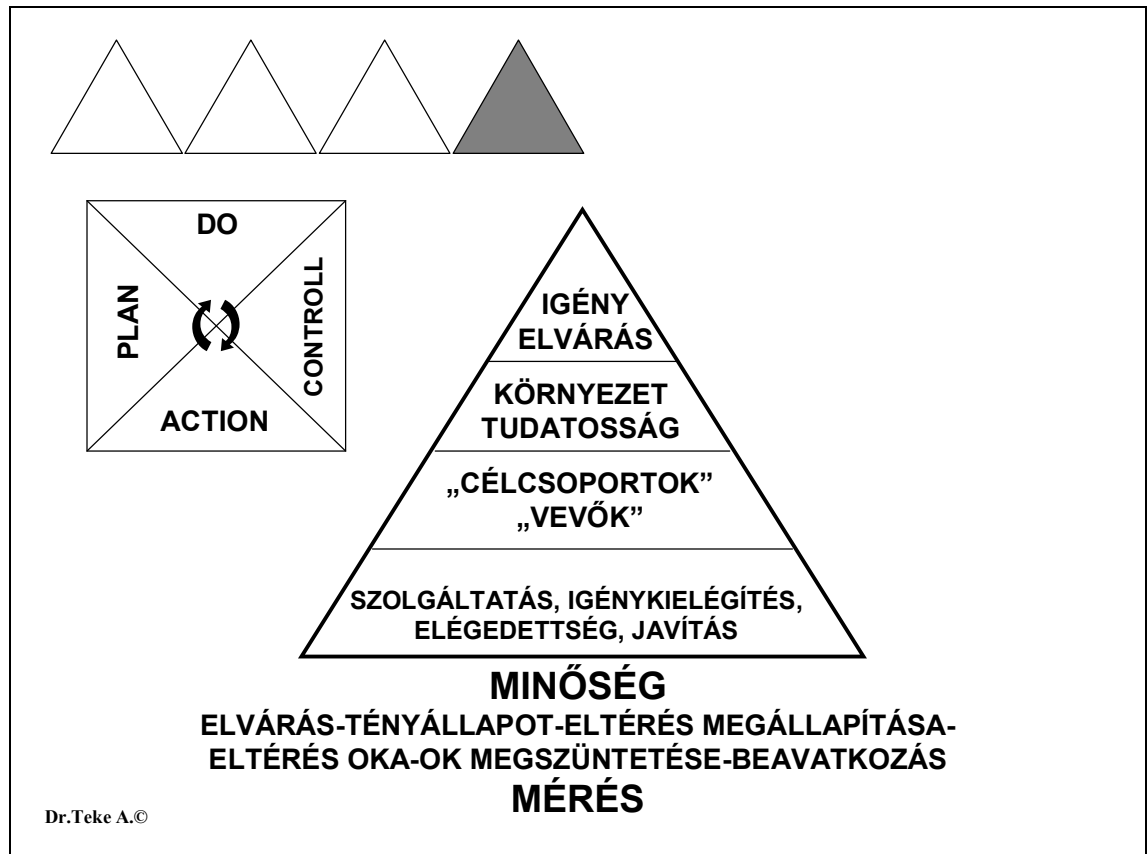 DO
PLAN
CONTROLL
ACTION
IGÉNY
ELVÁRÁS
KÖRNYEZET
TUDATOSSÁG
„CÉLCSOPORTOK”
„VEVŐK”
SZOLGÁLTATÁS, IGÉNYKIELÉGÍTÉS,
ELÉGEDETTSÉG, JAVÍTÁS
MINŐSÉG
ELVÁRÁS-TÉNYÁLLAPOT-ELTÉRÉS MEGÁLLAPÍTÁSA-
ELTÉRÉS OKA-OK MEGSZÜNTETÉSE-BEAVATKOZÁS
MÉRÉS
Dr.Teke A.©